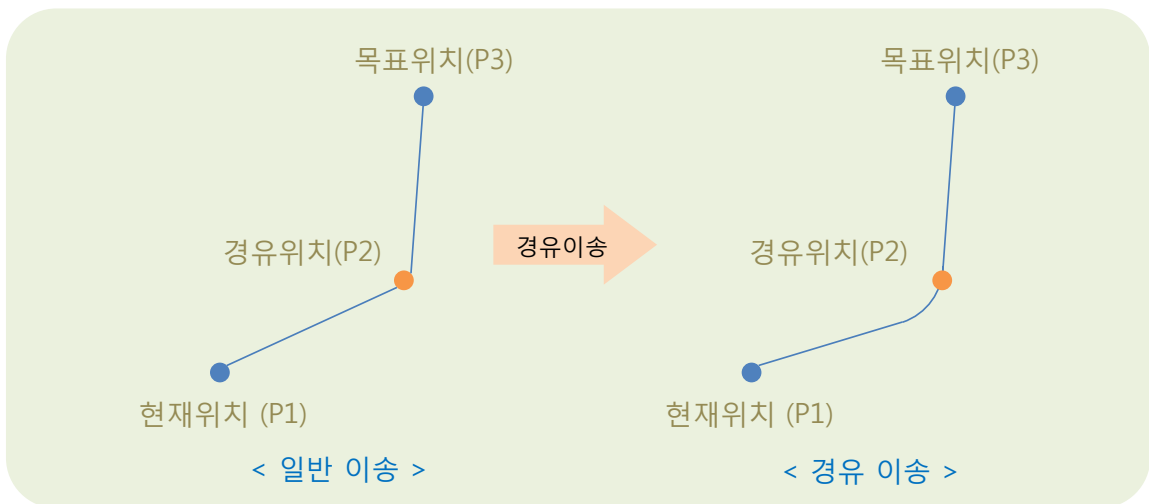 목표위치(P3)
경유위치(P2)
현재위치 (P1)
< 일반 이송 >
경유이송
목표위치(P3)
경유위치(P2)
현재위치 (P1)
< 경유 이송 >